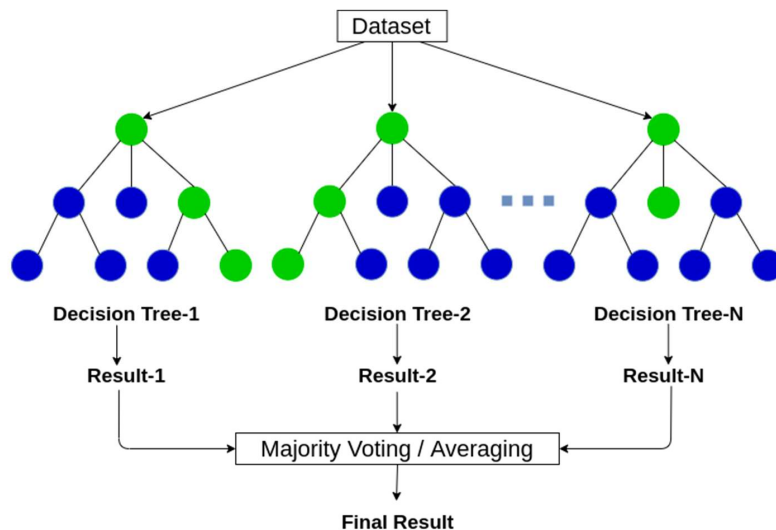 Dataset
Decision Tree-1
Decision Tree-2
Decision Tree-N
Result-1
Result-2
Result-N
Majority Voting / Averaging
Final Result